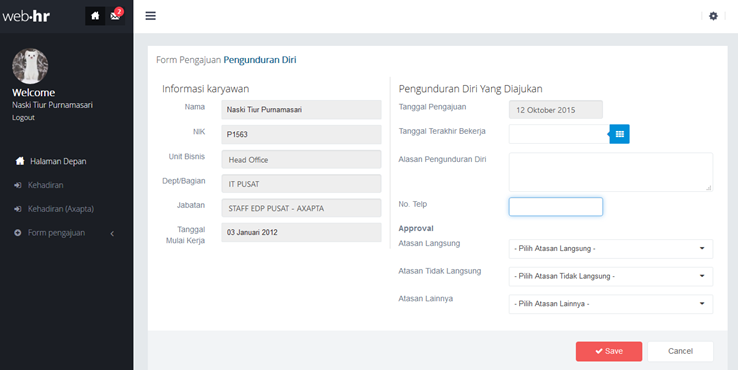 web.hr
2
Welcome
Naski Tiur Purnamasari
Logout
Halaman Depan
Kehadiran
Kehadiran (Axapta)
Form pengajuan
Form Pengajuan Pengunduran Diri
Informasi karyawan
Nama
Naski Tiur Purnamasari
NIK
P1563
Unit Bisnis
Head Office
Dept/Bagian
IT PUSAT
Jabatan
STAFF EDP PUSAT - AXAPTA
Tanggal
Mulai Kerja
03 Januari 2012
Pengunduran Diri Yang Diajukan
Tanggal Pengajuan
12 Oktober 2015
Tanggal Terakhir Bekerja
Alasan Pengunduran Diri
No. Telp
Approval
Atasan Langsung
- Pilih Atasan Langsung -
Atasan Tidak Langsung
- Pilih Atasan Tidak Langsung -
Atasan Lainnya
- Pilih Atasan Lainnya -
Save
Cancel